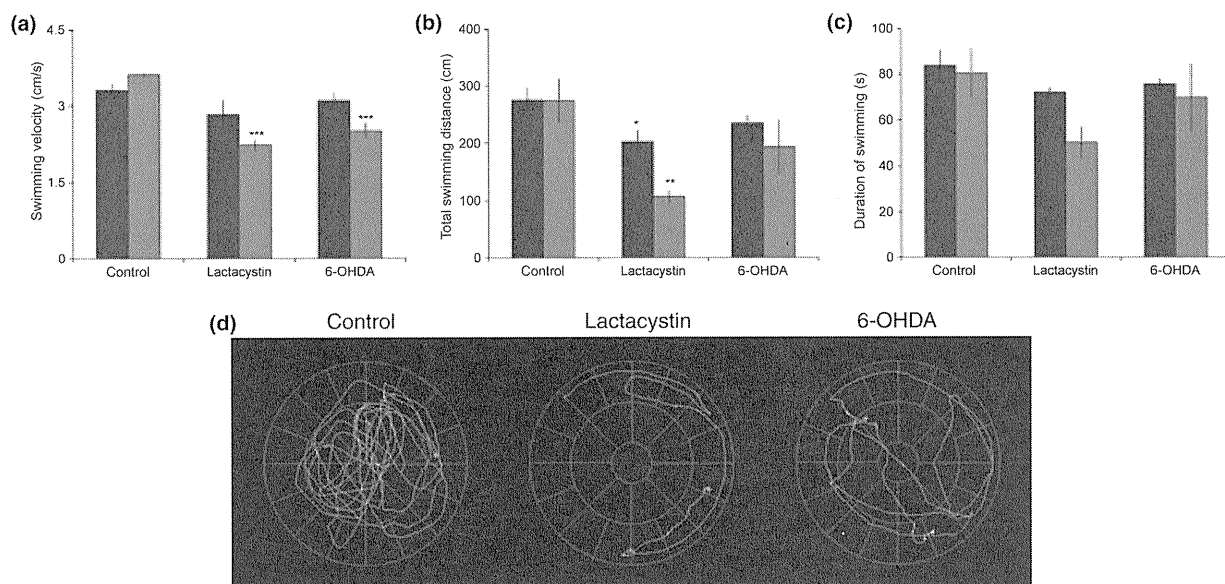 (a)
Swimming velocity (cm/s)
4.5
3
1.5
0
***
***
Control
Lactacystin
6-OHDA
(b)
Total swimming distance (cm)
400
300
200
100
0
*
**
Control
Lactacystin
6-OHDA
(c)
Duration of swimming (s)
100
80
60
40
20
0
Control
Lactacystin
6-OHDA
(d)
Control
Lactacystin
6-OHDA